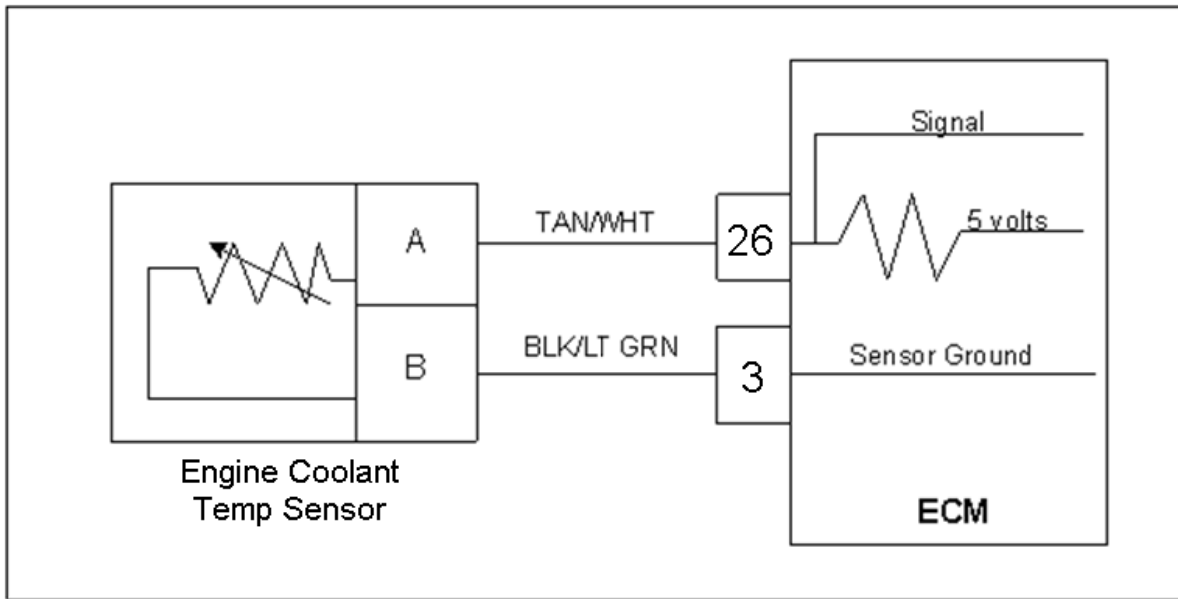 Signal
TAN/WHT
A
26
5 volts
BLK/LT GRN
B
3
Sensor Ground
Engine Coolant
Temp Sensor
ECM